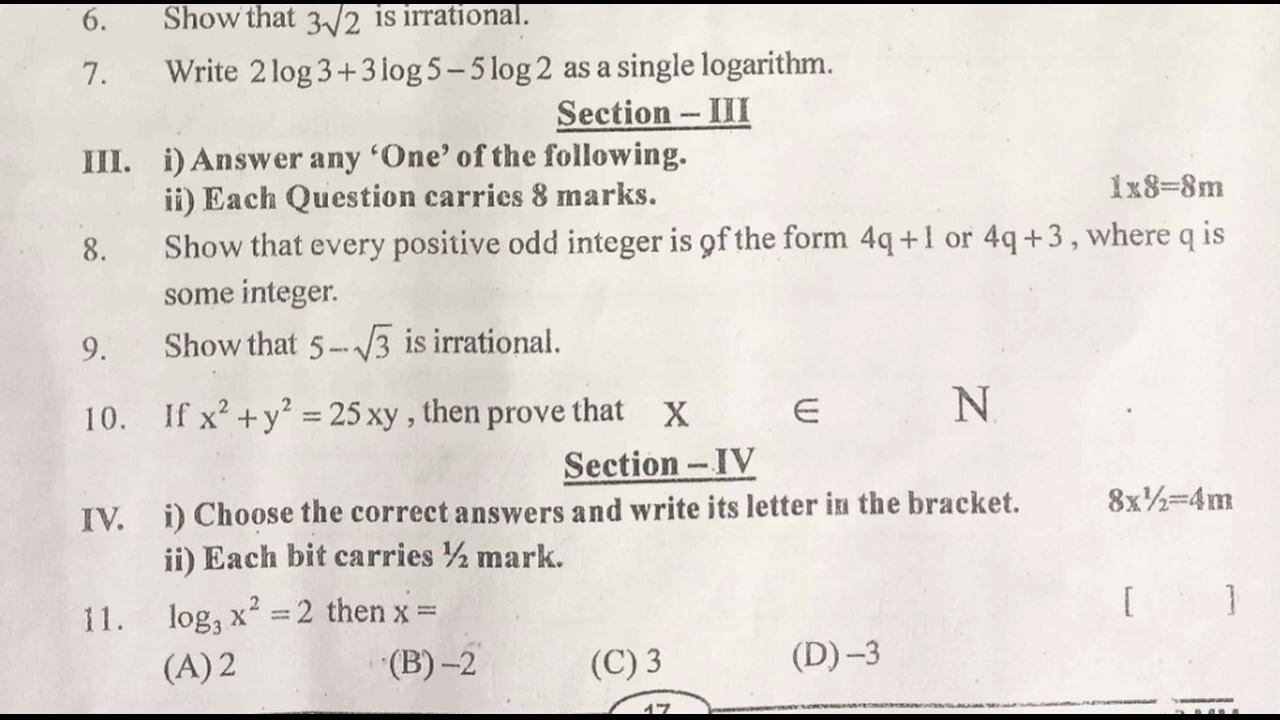 6. Show that 3√2 is irrational.
7. Write 2 log 3 + 3 log 5 – 5 log 2 as a single logarithm.
Section – III
III. i) Answer any ‘One’ of the following.
ii) Each Question carries 8 marks. 1x8=8m
8. Show that every positive odd integer is of the form 4q + 1 or 4q + 3 , where q is
some integer.
9. Show that 5 – √3 is irrational.
10. If x² + y² = 25 xy , then prove that X ∈ N
Section – IV
IV. i) Choose the correct answers and write its letter in the bracket. 8x½=4m
ii) Each bit carries ½ mark.
11. log₃ x² = 2 then x = [ ]
(A) 2 (B) –2 (C) 3 (D) –3
17